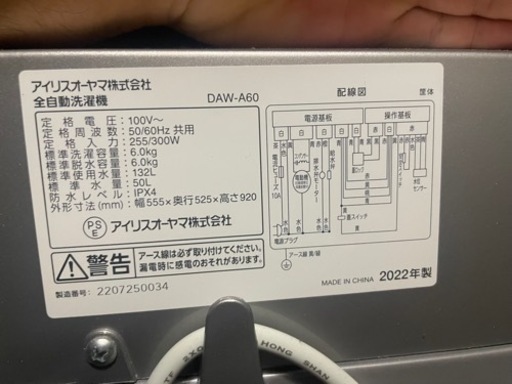 アイリスオーヤマ株式会社
全自動洗濯機 DAW-A60
定格電圧:100V~
定格周波数:50/60Hz 共用
定格入力:255/300W
標準洗濯容量:6.0kg
標準脱水容量:6.0kg
標準使用水量:132L
標準水量:50L
防水レベル:IPX4
外形寸法(mm):幅555×奥行525×高さ920
PS
E
アイリスオーヤマ株式会社
警告
アース線は必ず取り付けてください。
漏電時に感電のおそれがあります。
製造番号: 2207250034
配線図
筐体
電源基板
操作基板
電源プラグ
アース線 黄/緑
MADE IN CHINA 2022年製
HONG SHAN